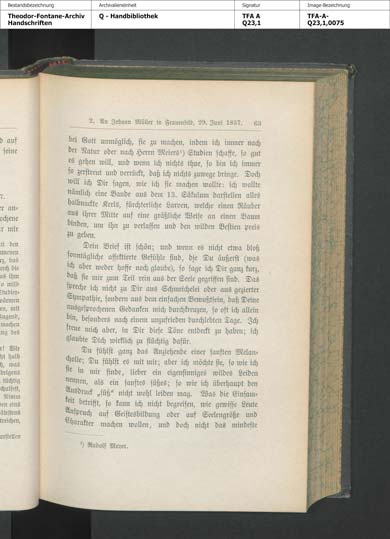 Bestandsbezeichnung
Theodor-Fontane-Archiv
Handschriften
Archivalieneinheit
Q - Handbibliothek
Signatur
TFA A
Q23,1
Image-Bezeichnung
TFA-A-
Q23,1,0075
2. An Johann Müller in Frauenfeld, 29. Juni 1857. 63
bei Gott unmöglich, sie zu machen, indem ich immer nach
der Natur oder nach Herrn Meiers¹) Studien schaffe, so gut
es gehen will, und wenn ich nichts thue, so bin ich immer
so zerstreut und verrückt, daß ich nichts zuwege bringe. Doch
will ich Dir sagen, wie ich sie machen wollte: ich wollte
nämlich eine Bande aus dem 13. Säkulum darstellen alles
halbnackte Kerls, fürchterliche Larven, welche einen Räuber
aus ihrer Mitte auf eine gräßliche Weise an einen Baum
binden, um ihn zu verlassen und den wilden Bestien preis
zu geben.
Dein Brief ist schön; und wenn es nicht etwa bloß
sonntägliche affektierte Gefühle sind, die Du äußerst (was
ich aber weder hoffe noch glaube), so sage ich Dir ganz kurz,
daß sie mir zum Teil rein aus der Seele gegriffen sind. Das
spreche ich nicht zu Dir aus Schmeichelei oder aus gezierter
Sympathie, sondern aus dem einfachen Bewußtsein, daß Deine
ausgesprochenen Gedanken mich durchkreuzen, so oft ich allein
bin, besonders nach einem unzufrieden durchlebten Tage. Ich
freue mich aber, in Dir diese Töne entdeckt zu haben; ich
glaubte Dich wirklich zu flüchtig dafür.
Du fühlst ganz das Anziehende einer sanften Melan-
cholie; Du fühlst es mit mir; aber ich möchte sie, so wie ich
sie in mir finde, lieber ein eigensinniges wildes Leiden
nennen, als ein sanftes süßes; so wie ich überhaupt den
Ausdruck „süß“ nicht wohl leiden mag. Was die Einsam-
keit betrifft, so kann ich nicht begreifen, wie gewisse Leute
Anspruch auf Geistesbildung oder auf Seelengröße und
Charakter machen wollen, und doch nicht das mindeste
¹) Rudolf Meyer.